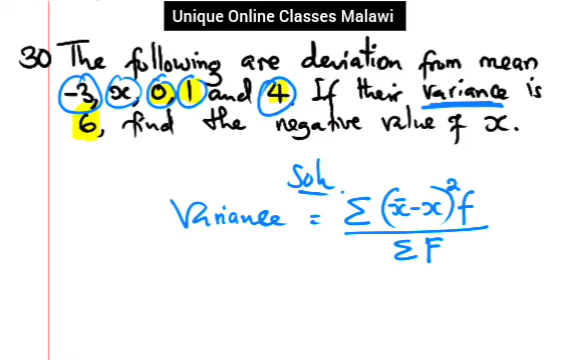 Unique Online Classes Malawi
30 The following are deviation from mean
-3, x, 0, 1 and 4. If their variance is
6, find the negative value of x.
Soln.
Variance = Σ (x̄-x)²f
Σ F